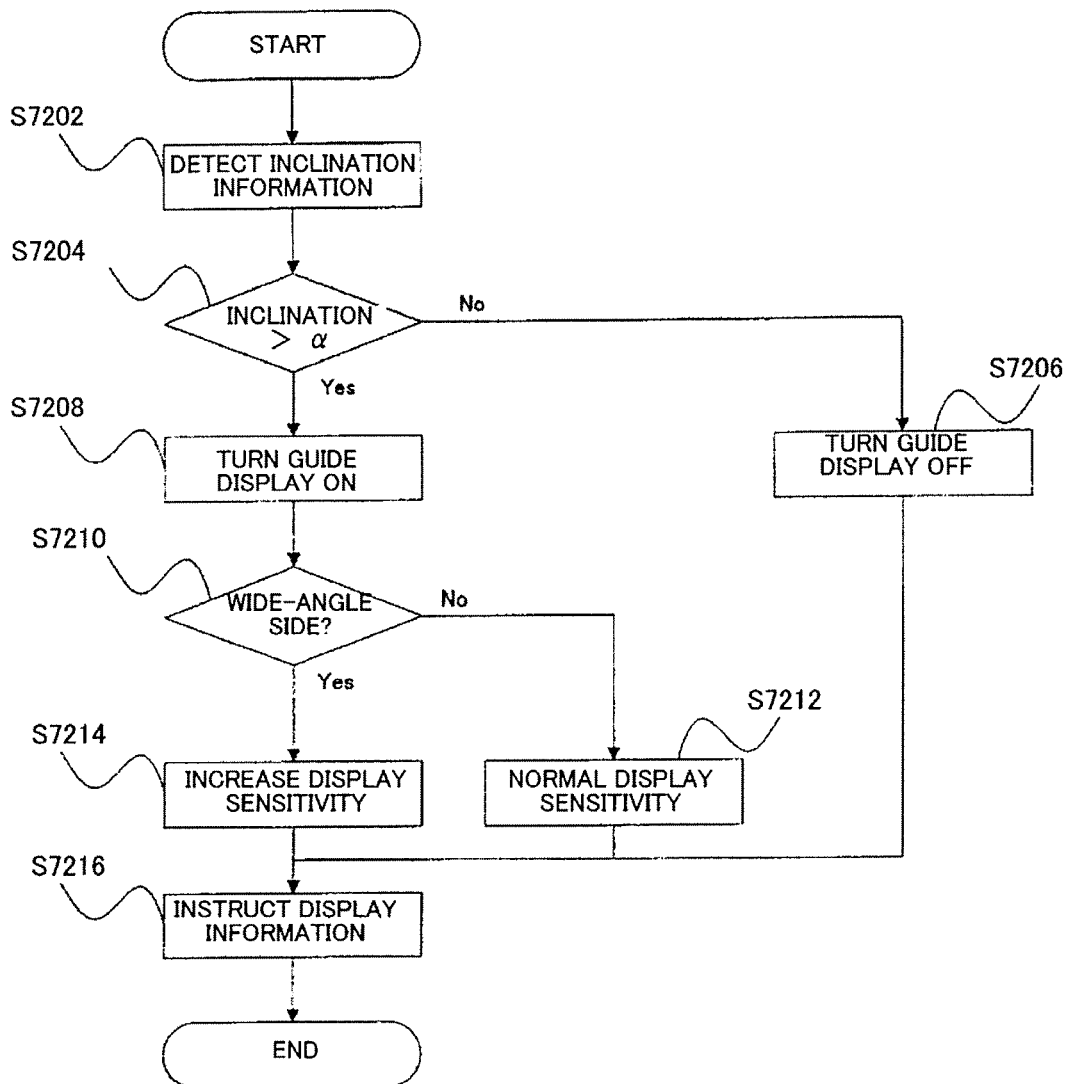 START
S7202
DETECT INCLINATION
INFORMATION
S7204
INCLINATION
> α
No
Yes
S7206
TURN GUIDE
DISPLAY OFF
S7208
TURN GUIDE
DISPLAY ON
S7210
WIDE-ANGLE
SIDE?
No
Yes
S7212
NORMAL DISPLAY
SENSITIVITY
S7214
INCREASE DISPLAY
SENSITIVITY
S7216
INSTRUCT DISPLAY
INFORMATION
END